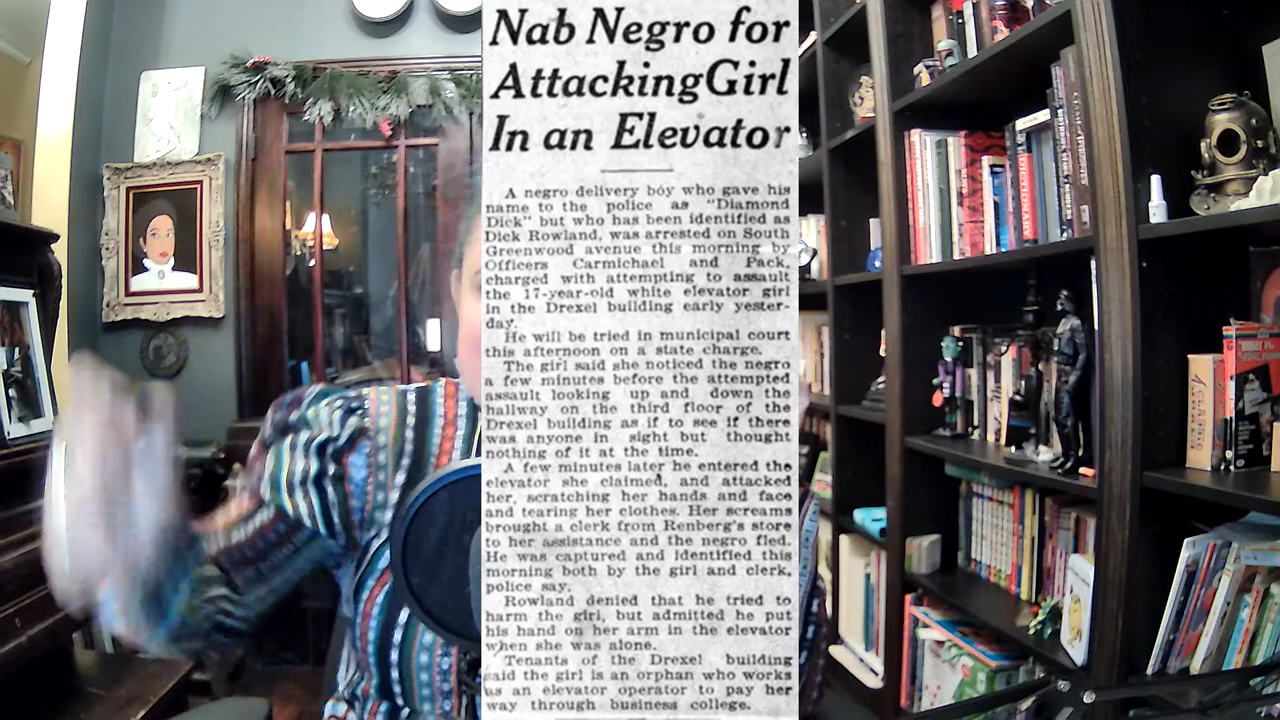 Nab Negro for
Attacking Girl
In an Elevator
A negro delivery boy who gave his
name to the police as "Diamond
Dick" but who has been identified as
Dick Rowland, was arrested on South
Greenwood avenue this morning by
Officers Carmichael and Pack,
charged with attempting to assault
the 17-year-old white elevator girl
in the Drexel building early yester-
day.
He will be tried in municipal court
this afternoon on a state charge.
The girl said she noticed the negro
a few minutes before the attempted
assault looking up and down the
hallway on the third floor of the
Drexel building as if to see if there
was anyone in sight but thought
nothing of it at the time.
A few minutes later he entered the
elevator she claimed, and attacked
her, scratching her hands and face
and tearing her clothes. Her screams
brought a clerk from Renberg's store
to her assistance and the negro fled.
He was captured and identified this
morning both by the girl and clerk,
police say.
Rowland denied that he tried to
harm the girl, but admitted he put
his hand on her arm in the elevator
when she was alone.
Tenants of the Drexel building
said the girl is an orphan who works
as an elevator operator to pay her
way through business college.
DICTIONARY